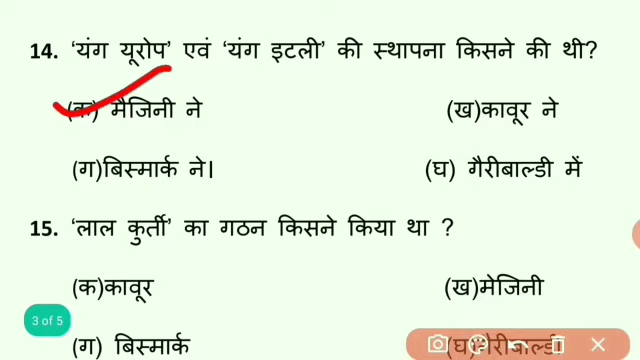 14. 'यंग यूरोप' एवं 'यंग इटली' की स्थापना किसने की थी?
(क) मैजिनी ने (ख)कावूर ने
(ग)बिस्मार्क ने। (घ) गैरीबाल्डी में
15. 'लाल कुर्ती' का गठन किसने किया था ?
(क)कावूर (ख)मेजिनी
3 of 5
(ग) बिस्मार्क (घ)गैरीबाल्डी